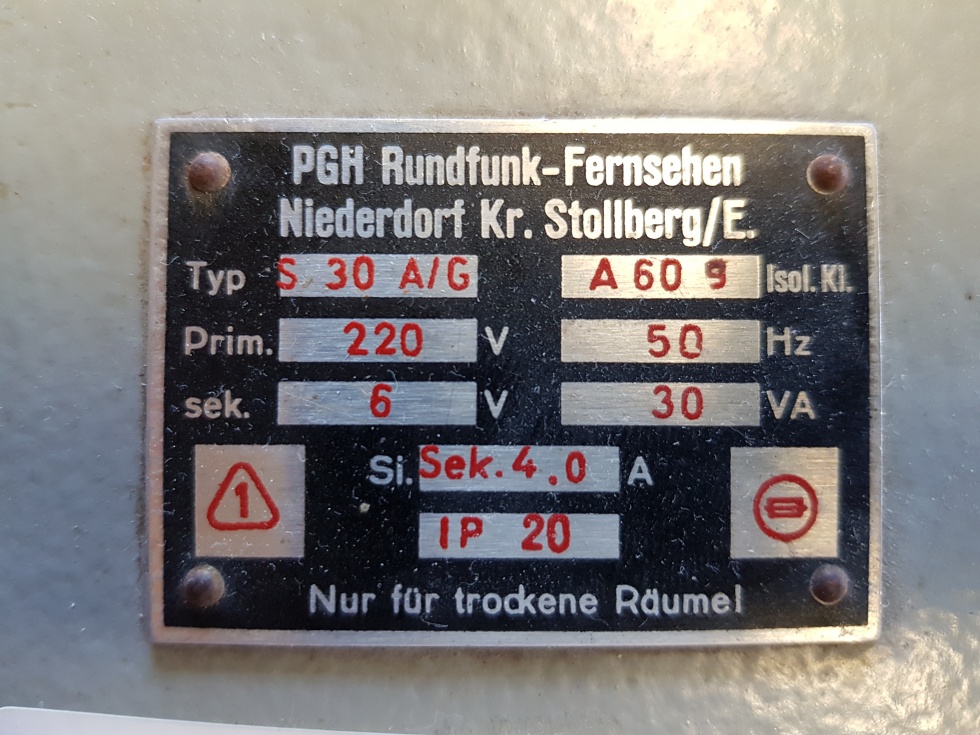 PGH Rundfunk-Fernsehen
Niederdorf Kr. Stollberg/E.
Typ S 30 A/G A 60 9 Isol. Kl.
Prim. 220 V 50 Hz
sek. 6 V 30 VA
Si. Sek. 4.0 A
1
IP 20
Nur für trockene Räume!